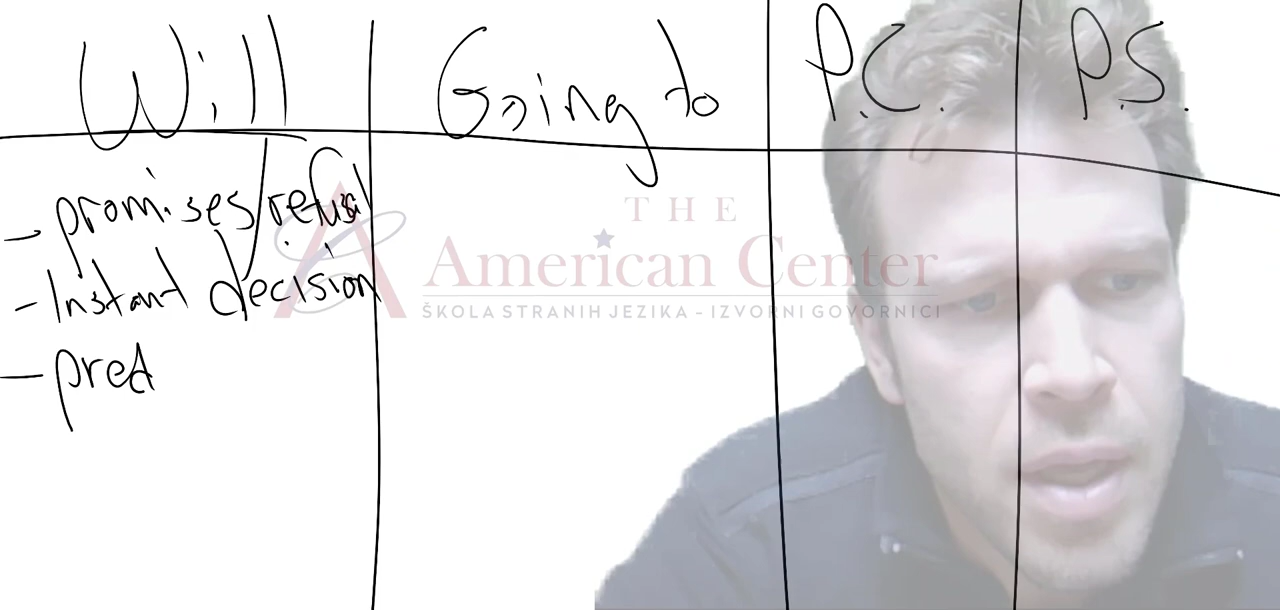 Will Going to P.C. P.S.
- promises/refusal
- Instant decision
- pred
THE
American Center
ŠKOLA STRANIH JEZIKA - IZVORNI GOVORNICI